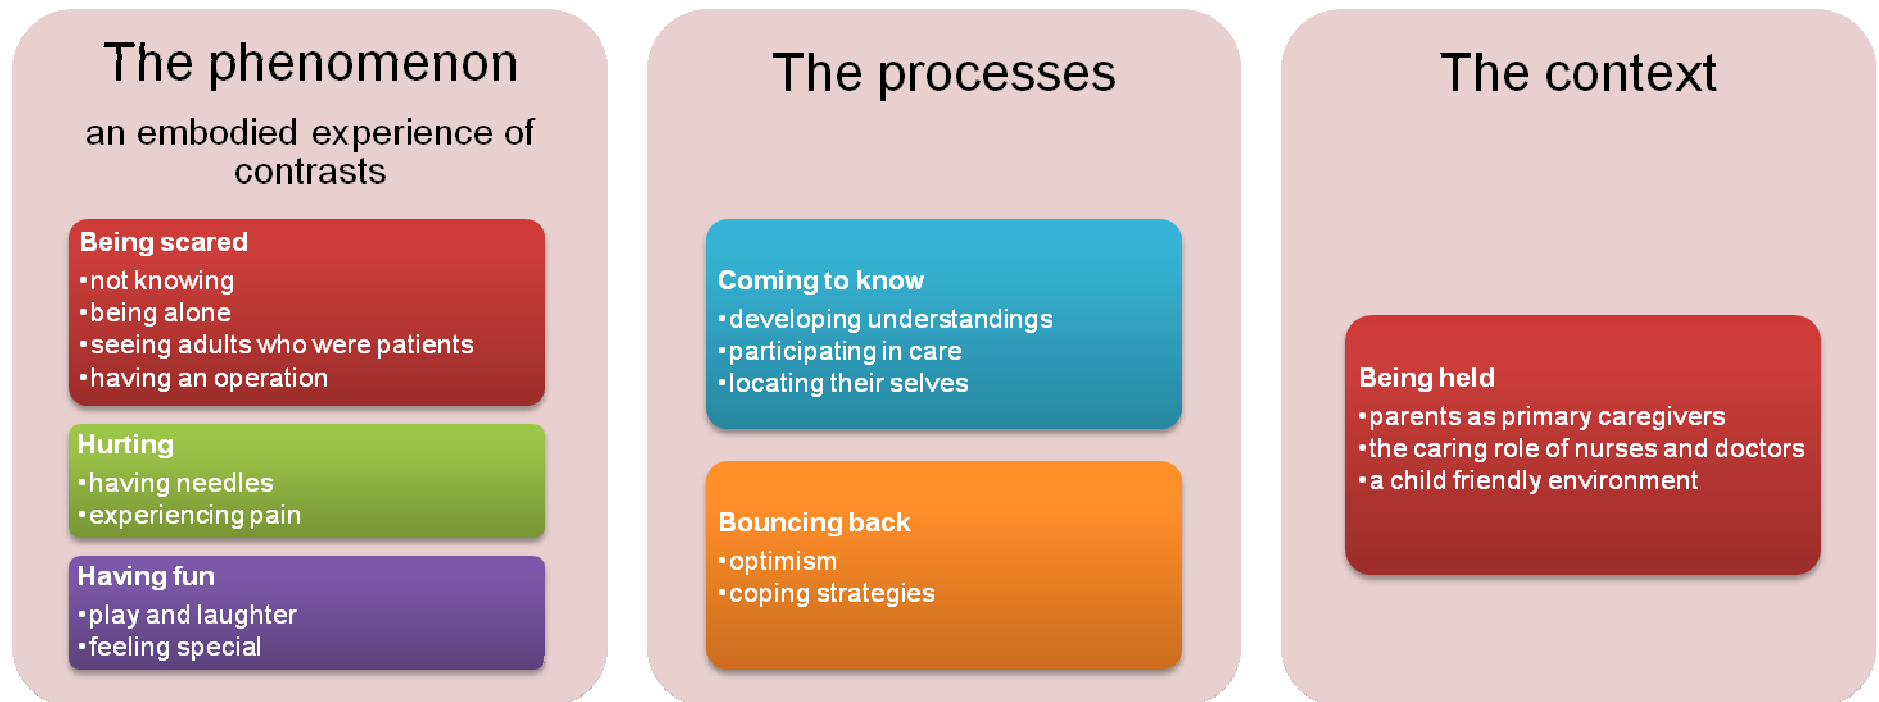 The phenomenon
an embodied experience of
contrasts
Being scared
•not knowing
•being alone
•seeing adults who were patients
•having an operation
Hurting
•having needles
•experiencing pain
Having fun
•play and laughter
•feeling special
The processes
Coming to know
•developing understandings
•participating in care
•locating their selves
Bouncing back
•optimism
•coping strategies
The context
Being held
•parents as primary caregivers
•the caring role of nurses and doctors
•a child friendly environment